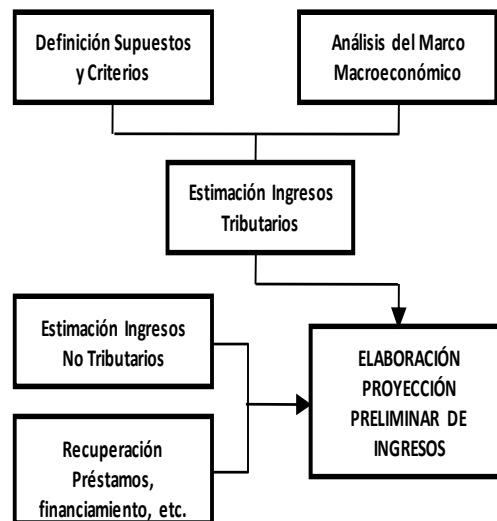 Definición Supuestos
y Criterios
Análisis del Marco
Macroeconómico
Estimación Ingresos
Tributarios
Estimación Ingresos
No Tributarios
ELABORACIÓN
PROYECCIÓN
PRELIMINAR DE
INGRESOS
Recuperación
Préstamos,
financiamiento, etc.